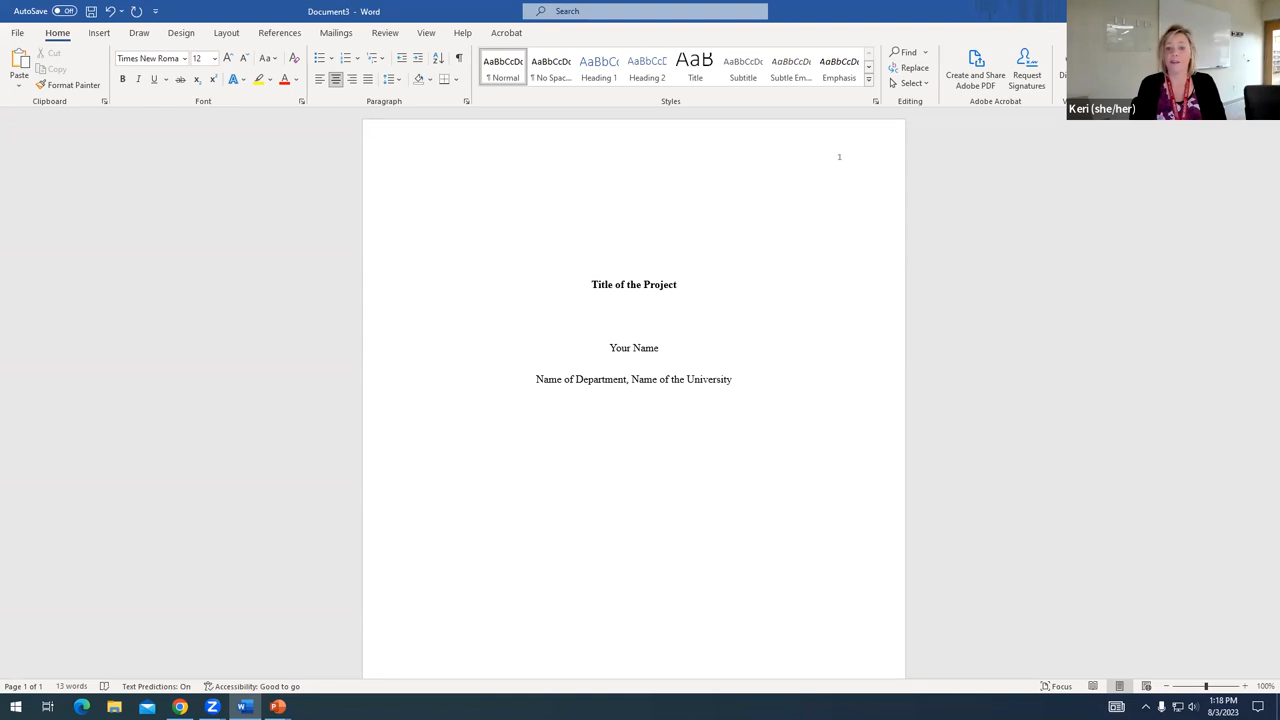 AutoSave Off
Document3 - Word
Search
File Home Insert Draw Design Layout References Mailings Review View Help Acrobat
Paste
Cut
Copy
Format Painter
Clipboard
Times New Roma 12
Font
Paragraph
AaBbCcDc AaBbCcDc AaBbCc AaBbCcC AaB AaBbCcD AaBbCcDc AaBbCcDc
¶ Normal ¶ No Spac... Heading 1 Heading 2 Title Subtitle Subtle Em... Emphasis
Styles
Find
Replace
Select
Editing
Create and Share
Adobe PDF
Request
Signatures
Adobe Acrobat
Keri (she/her)
1
Title of the Project
Your Name
Name of Department, Name of the University
Page 1 of 1 13 words Text Predictions: On Accessibility: Good to go
Focus
100%
1:18 PM
8/3/2023